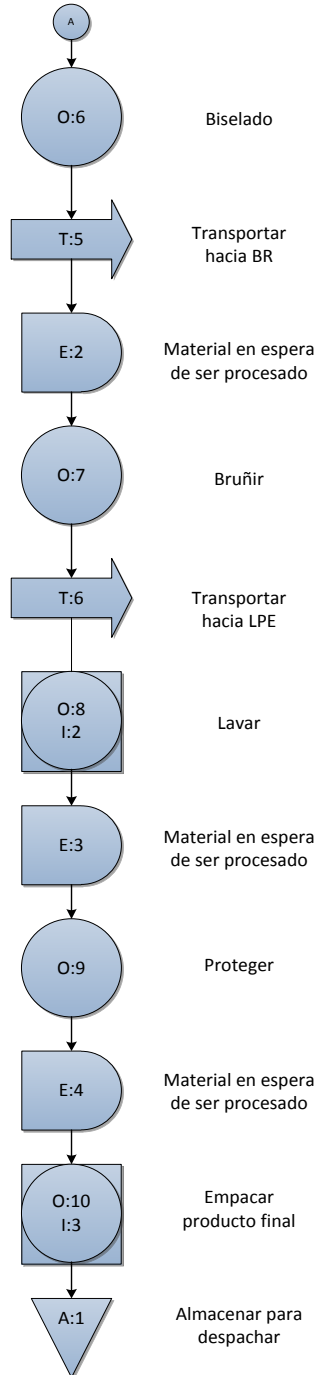 A
O:6
Biselado
T:5
Transportar
hacia BR
E:2
Material en espera
de ser procesado
O:7
Bruñir
T:6
Transportar
hacia LPE
O:8
I:2
Lavar
E:3
Material en espera
de ser procesado
O:9
Proteger
E:4
Material en espera
de ser procesado
O:10
I:3
Empacar
producto final
A:1
Almacenar para
despachar